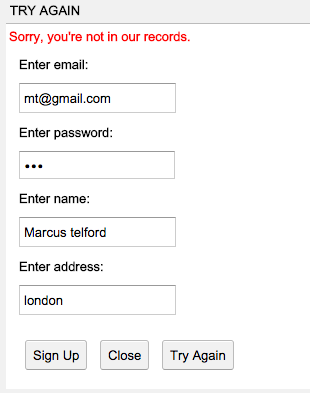 TRY AGAIN
Sorry, you're not in our records.
Enter email:
mt@gmail.com
Enter password:
•••
Enter name:
Marcus telford
Enter address:
london
Sign Up Close Try Again